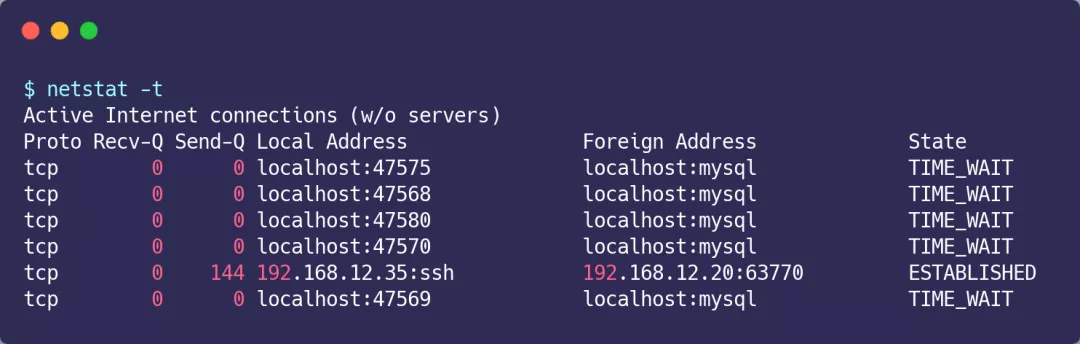 $ netstat -t
Active Internet connections (w/o servers)
Proto Recv-Q Send-Q Local Address Foreign Address State
tcp 0 0 localhost:47575 localhost:mysql TIME_WAIT
tcp 0 0 localhost:47568 localhost:mysql TIME_WAIT
tcp 0 0 localhost:47580 localhost:mysql TIME_WAIT
tcp 0 0 localhost:47570 localhost:mysql TIME_WAIT
tcp 0 144 192.168.12.35:ssh 192.168.12.20:63770 ESTABLISHED
tcp 0 0 localhost:47569 localhost:mysql TIME_WAIT